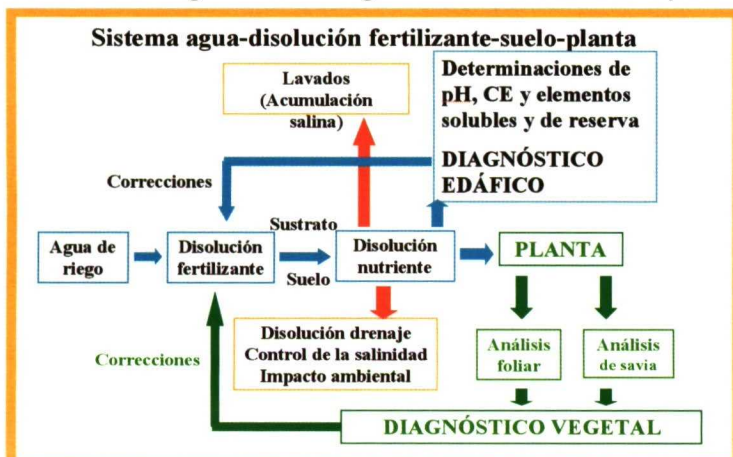 Sistema agua-disolución fertilizante-suelo-planta
Lavados
(Acumulación
salina)
Determinaciones de
pH, CE y elementos
solubles y de reserva
DIAGNÓSTICO
EDÁFICO
Correcciones
Sustrato
Agua de
riego
Disolución
fertilizante
Suelo
Disolución
nutriente
PLANTA
Disolución drenaje
Control de la salinidad
Impacto ambiental
Correcciones
Análisis
foliar
Análisis
de savia
DIAGNÓSTICO VEGETAL